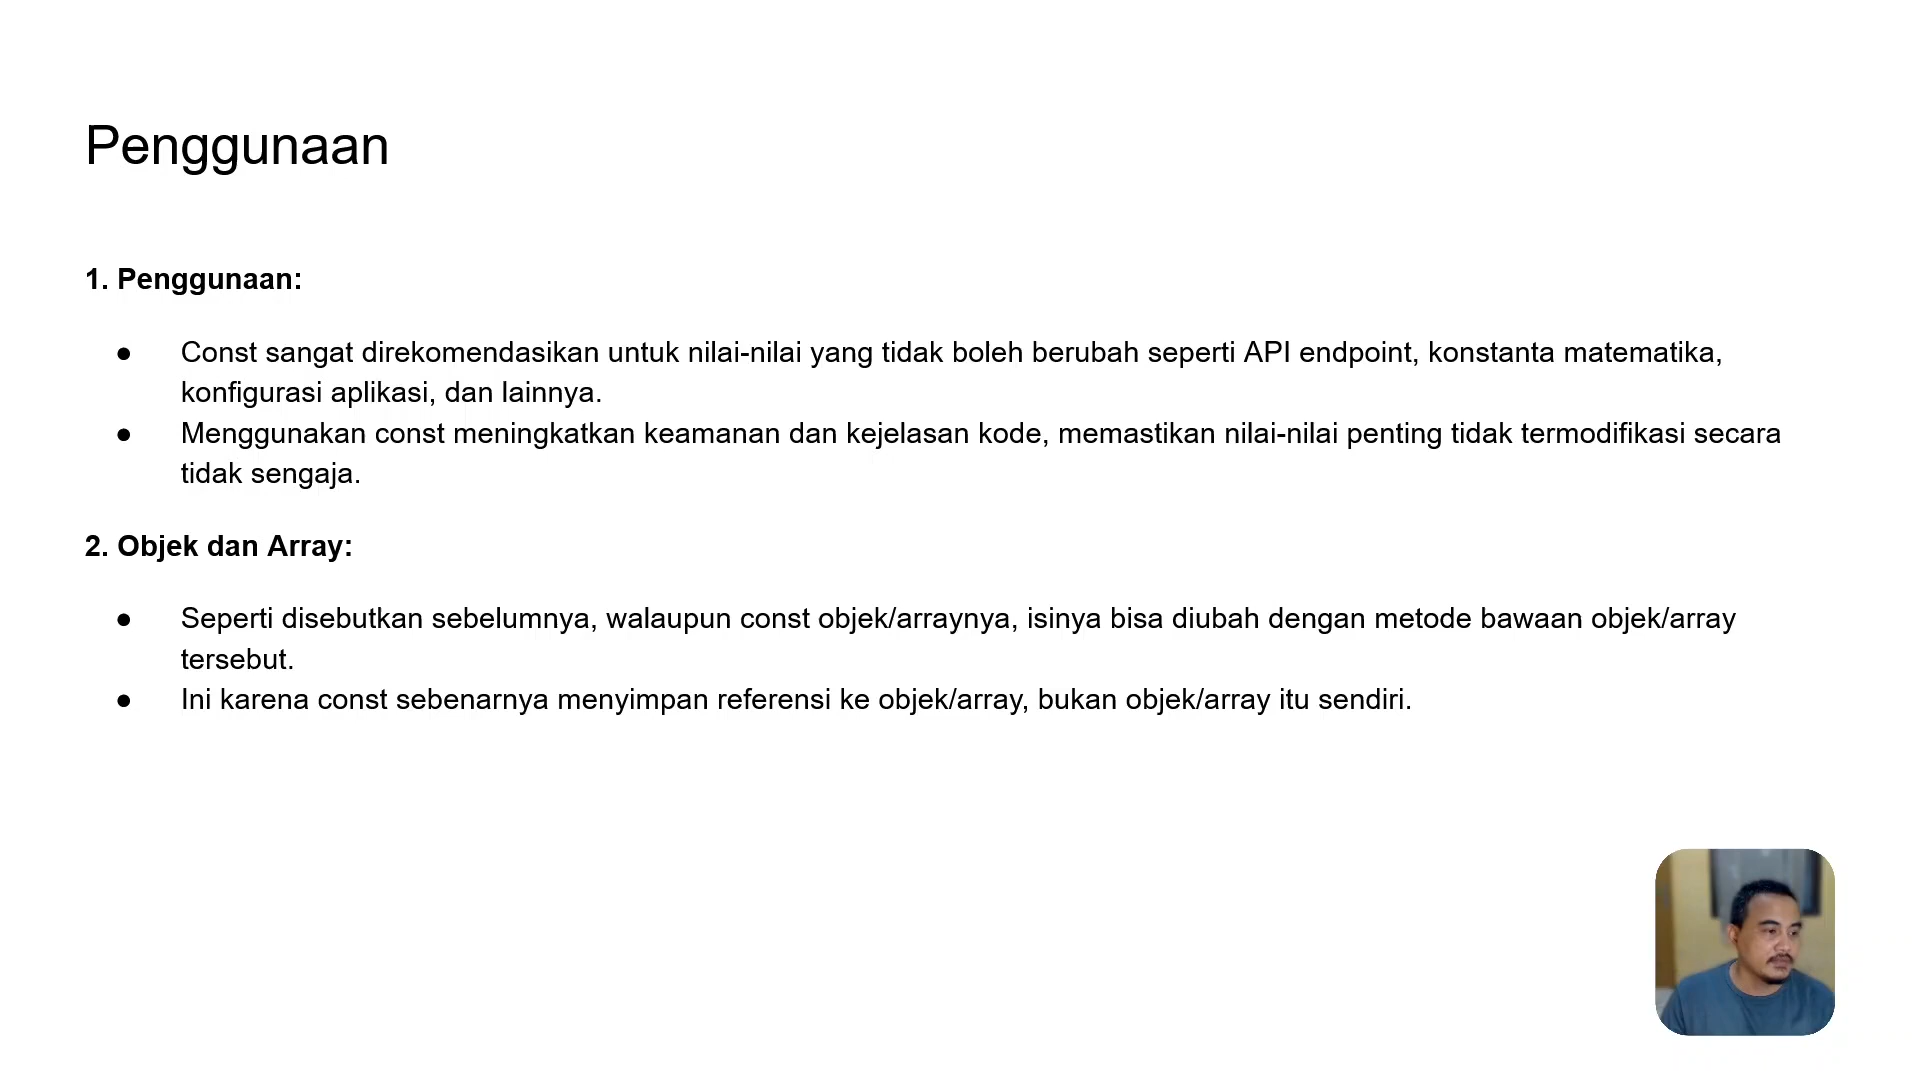 Penggunaan
1. Penggunaan:
● Const sangat direkomendasikan untuk nilai-nilai yang tidak boleh berubah seperti API endpoint, konstanta matematika,
konfigurasi aplikasi, dan lainnya.
● Menggunakan const meningkatkan keamanan dan kejelasan kode, memastikan nilai-nilai penting tidak termodifikasi secara
tidak sengaja.
2. Objek dan Array:
● Seperti disebutkan sebelumnya, walaupun const objek/arraynya, isinya bisa diubah dengan metode bawaan objek/array
tersebut.
● Ini karena const sebenarnya menyimpan referensi ke objek/array, bukan objek/array itu sendiri.